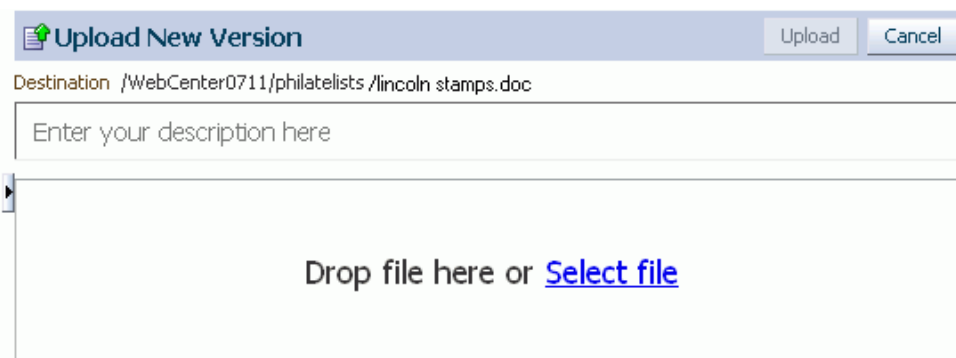 Upload New Version Upload Cancel
Destination /WebCenter0711/philatelists /lincoln stamps.doc
Enter your description here
Drop file here or Select file